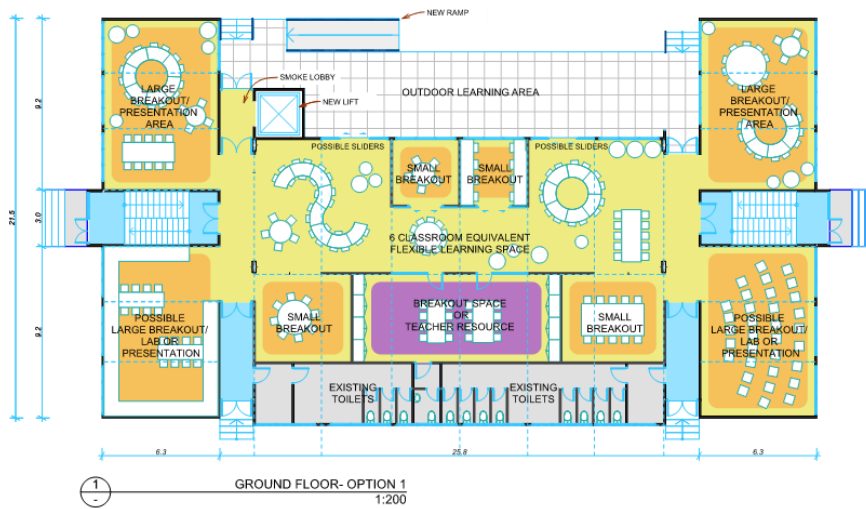 NEW RAMP
SMOKE LOBBY
NEW LIFT
OUTDOOR LEARNING AREA
LARGE
BREAKOUT/
PRESENTATION
AREA
LARGE
BREAKOUT/
PRESENTATION
AREA
POSSIBLE SLIDERS
POSSIBLE SLIDERS
SMALL
BREAKOUT
SMALL
BREAKOUT
9.2
21.5
3.0
9.2
6 CLASSROOM EQUIVALENT
FLEXIBLE LEARNING SPACE
POSSIBLE
LARGE BREAKOUT/
LAB OR
PRESENTATION
SMALL
BREAKOUT
BREAKOUT SPACE
OR
TEACHER RESOURCE
SMALL
BREAKOUT
POSSIBLE
LARGE BREAKOUT/
LAB OR
PRESENTATION
EXISTING
TOILETS
EXISTING
TOILETS
6.3
25.8
6.3
1
-
GROUND FLOOR- OPTION 1
1:200